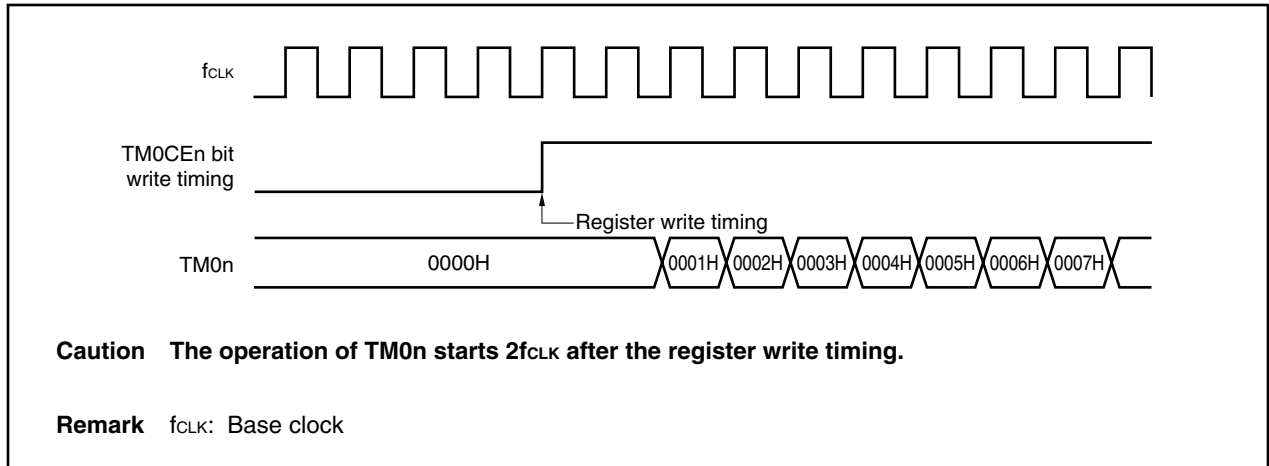 fCLK
TM0CEn bit
write timing
Register write timing
TM0n 0000H 0001H 0002H 0003H 0004H 0005H 0006H 0007H
Caution The operation of TM0n starts 2fCLK after the register write timing.
Remark fCLK: Base clock